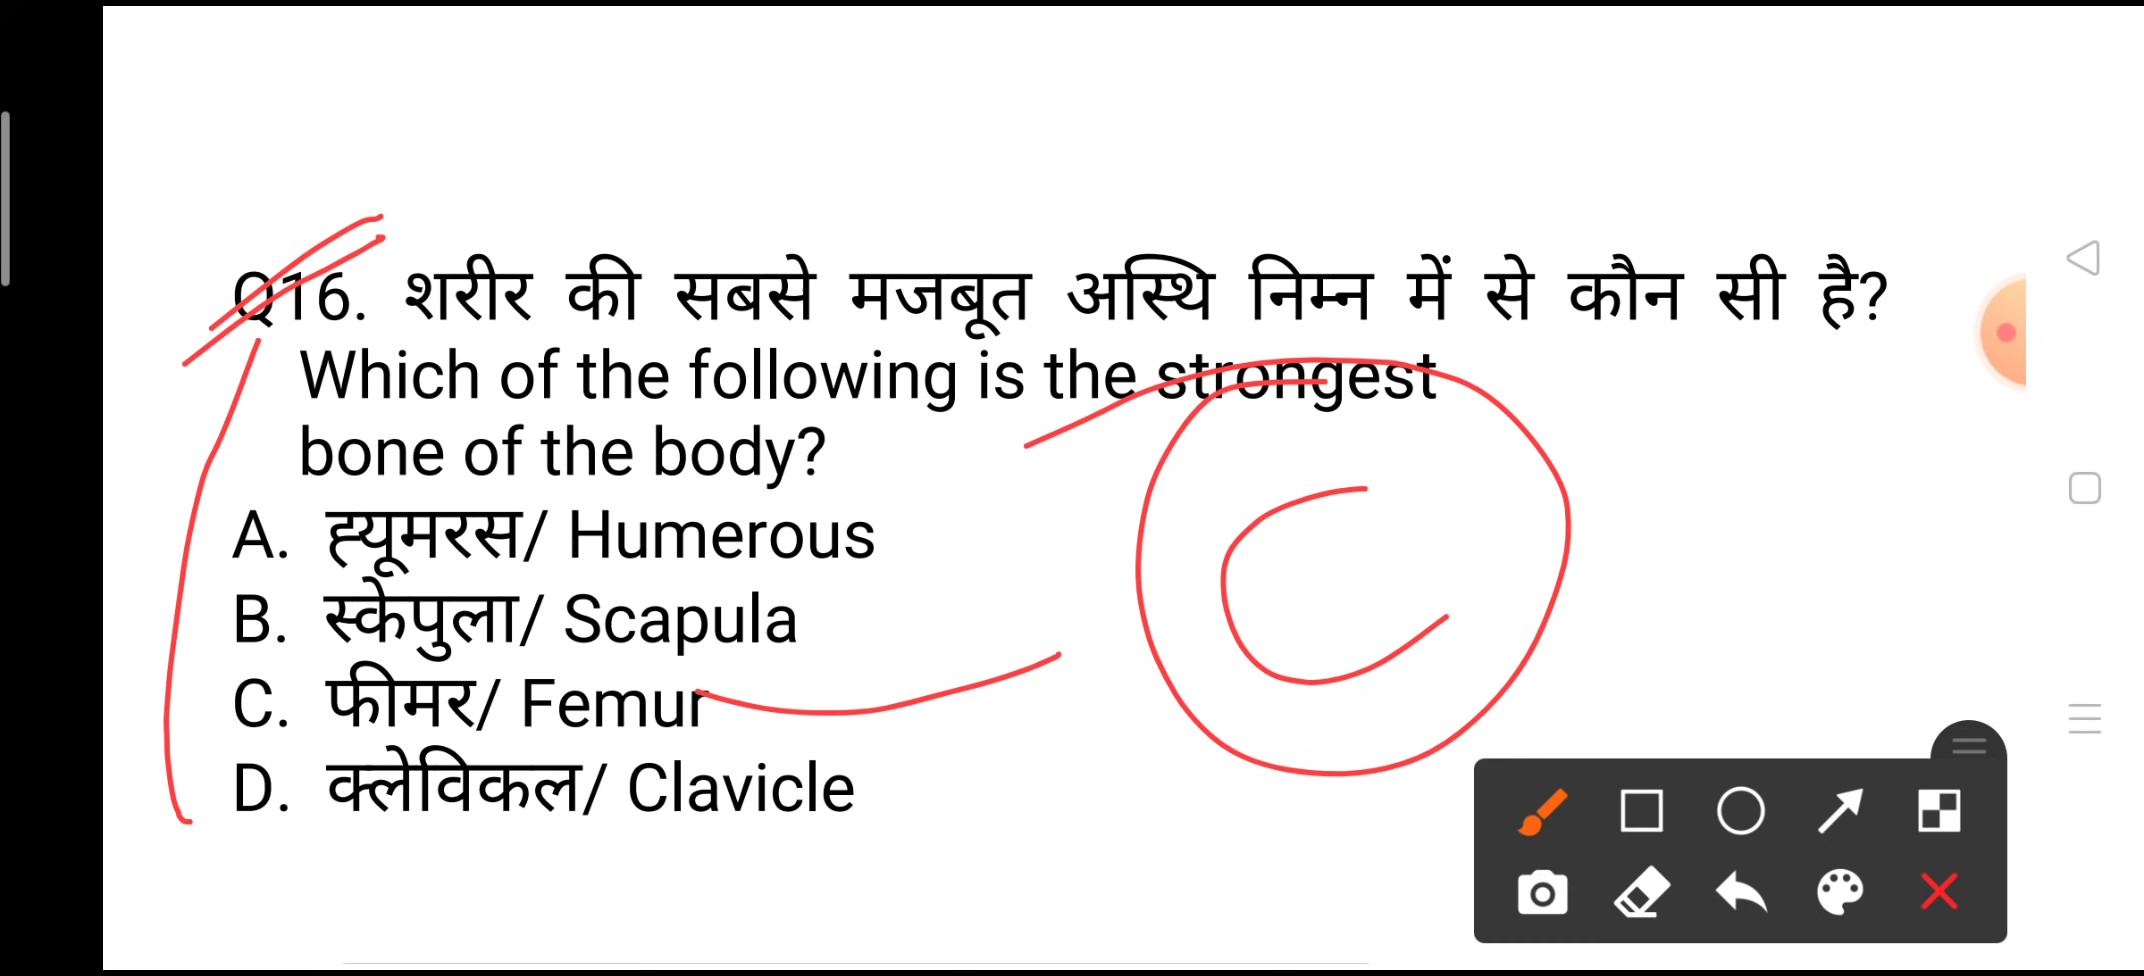 Q16. शरीर की सबसे मजबूत अस्थि निम्न में से कौन सी है?
Which of the following is the strongest
bone of the body?
A. ह्यूमरस/ Humerous
B. स्केपुला/ Scapula
C. फीमर/ Femur
D. क्लेविकल/ Clavicle
C